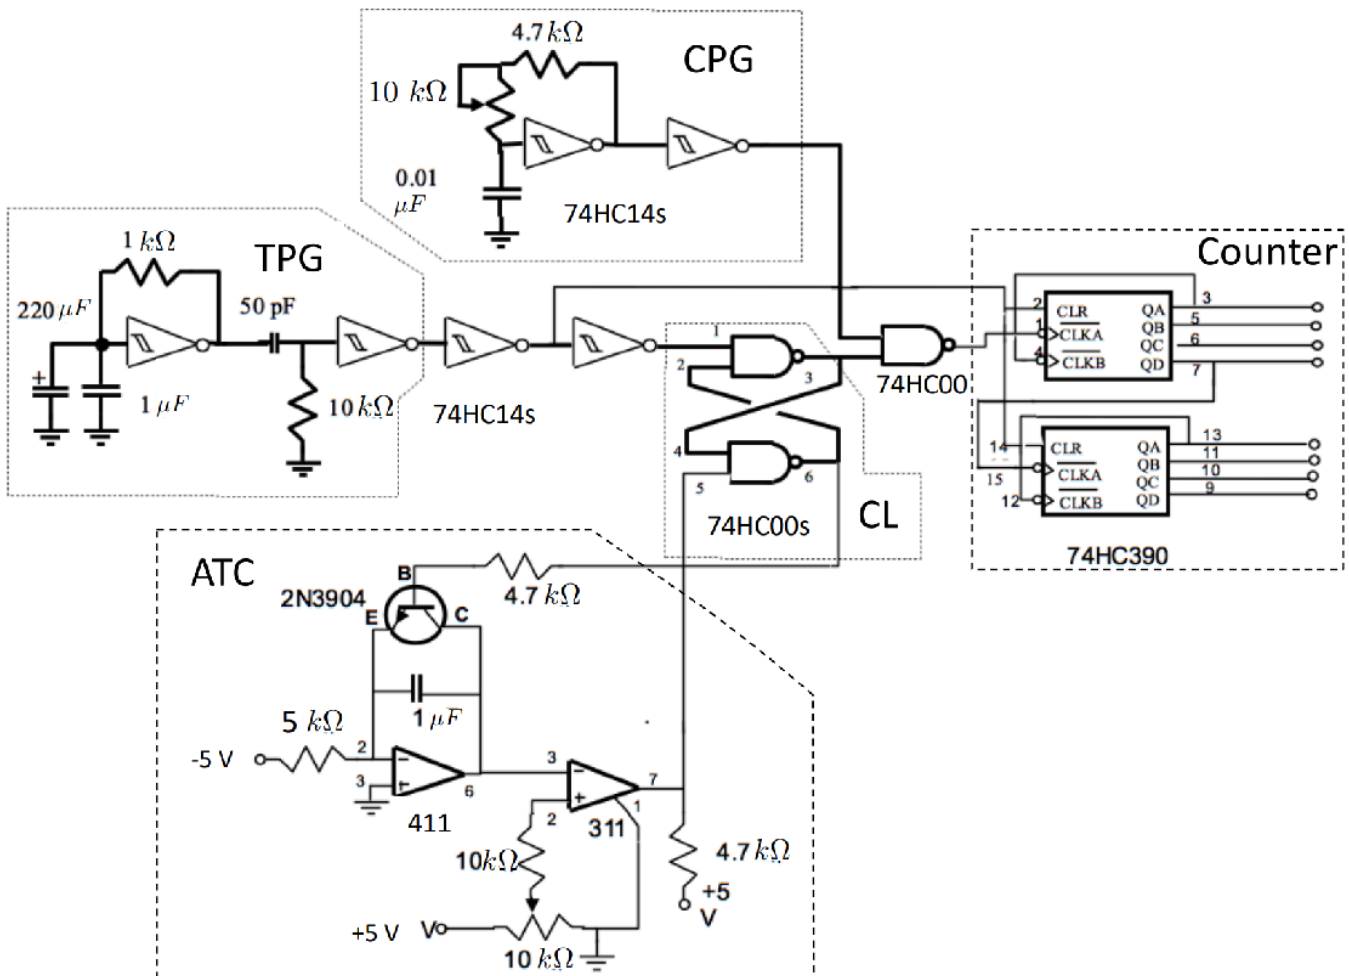 4.7 kΩ
CPG
10 kΩ
0.01
μF
74HC14s
1 kΩ
TPG
220 μF
50 pF
+
1 μF
10 kΩ
74HC14s
1
2
3
4
5
6
74HC00
74HC00s
CL
Counter
2
CLR
QA
3
1
CLKA
QB
5
QC
6
4
CLKB
QD
7
14
CLR
QA
13
QB
11
15
CLKA
QC
10
12
CLKB
QD
9
74HC390
ATC
B
2N3904
4.7 kΩ
E
C
1 μF
5 kΩ
-5 V
2
−
3
+
6
411
3
−
7
+
2
1
311
10kΩ
4.7 kΩ
+5
V
+5 V
V
10 kΩ